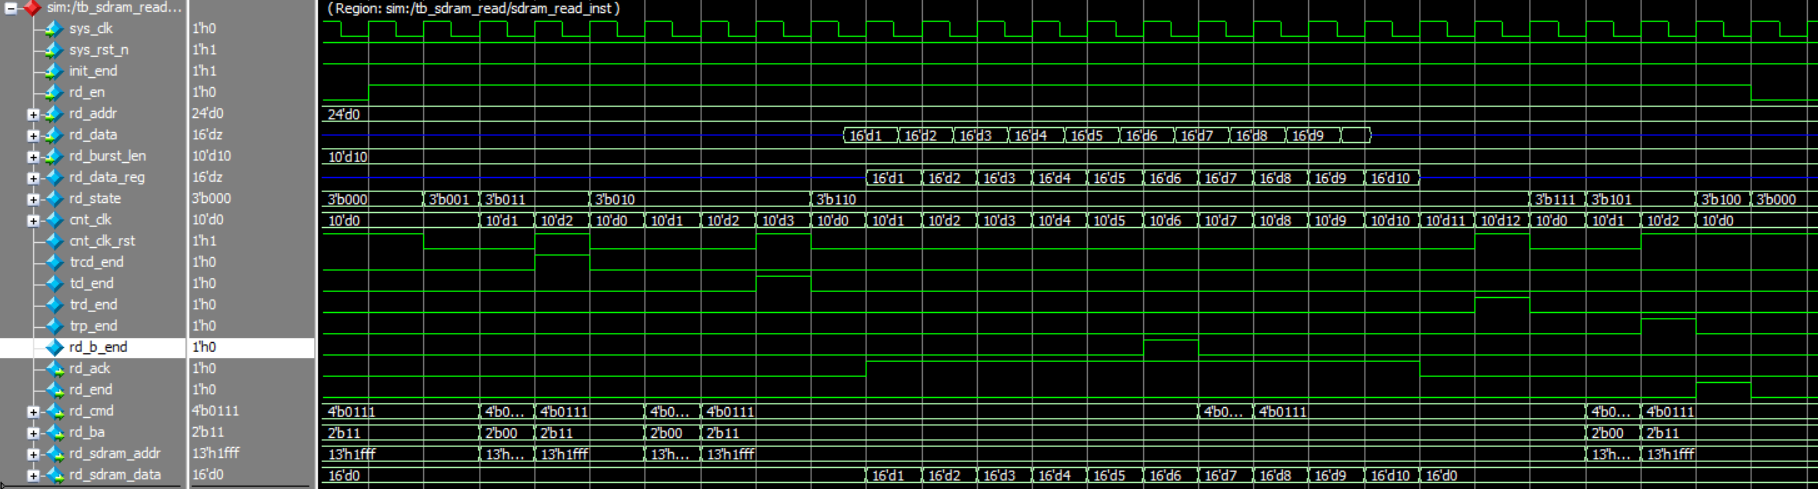 sim:/tb_sdram_read... ( Region: sim:/tb_sdram_read/sdram_read_inst )
sys_clk 1'h0
sys_rst_n 1'h1
init_end 1'h1
rd_en 1'h0
rd_addr 24'd0 24'd0
rd_data 16'dz 16'd1 16'd2 16'd3 16'd4 16'd5 16'd6 16'd7 16'd8 16'd9
rd_burst_len 10'd10 10'd10
rd_data_reg 16'dz 16'd1 16'd2 16'd3 16'd4 16'd5 16'd6 16'd7 16'd8 16'd9 16'd10
rd_state 3'b000 3'b000 3'b001 3'b011 3'b010 3'b110 3'b111 3'b101 3'b100 3'b000
cnt_clk 10'd0 10'd0 10'd1 10'd2 10'd0 10'd1 10'd2 10'd3 10'd0 10'd1 10'd2 10'd3 10'd4 10'd5 10'd6 10'd7 10'd8 10'd9 10'd10 10'd11 10'd12 10'd0 10'd1 10'd2 10'd0
cnt_clk_rst 1'h1
trcd_end 1'h0
tcl_end 1'h0
trd_end 1'h0
trp_end 1'h0
rd_b_end 1'h0
rd_ack 1'h0
rd_end 1'h0
rd_cmd 4'b0111 4'b0111 4'b0... 4'b0111 4'b0... 4'b0111 4'b0... 4'b0111 4'b0... 4'b0111
rd_ba 2'b11 2'b11 2'b00 2'b11 2'b00 2'b11 2'b00 2'b11
rd_sdram_addr 13'h1fff 13'h1fff 13'h... 13'h1fff 13'h... 13'h1fff 13'h... 13'h1fff
rd_sdram_data 16'd0 16'd0 16'd1 16'd2 16'd3 16'd4 16'd5 16'd6 16'd7 16'd8 16'd9 16'd10 16'd0